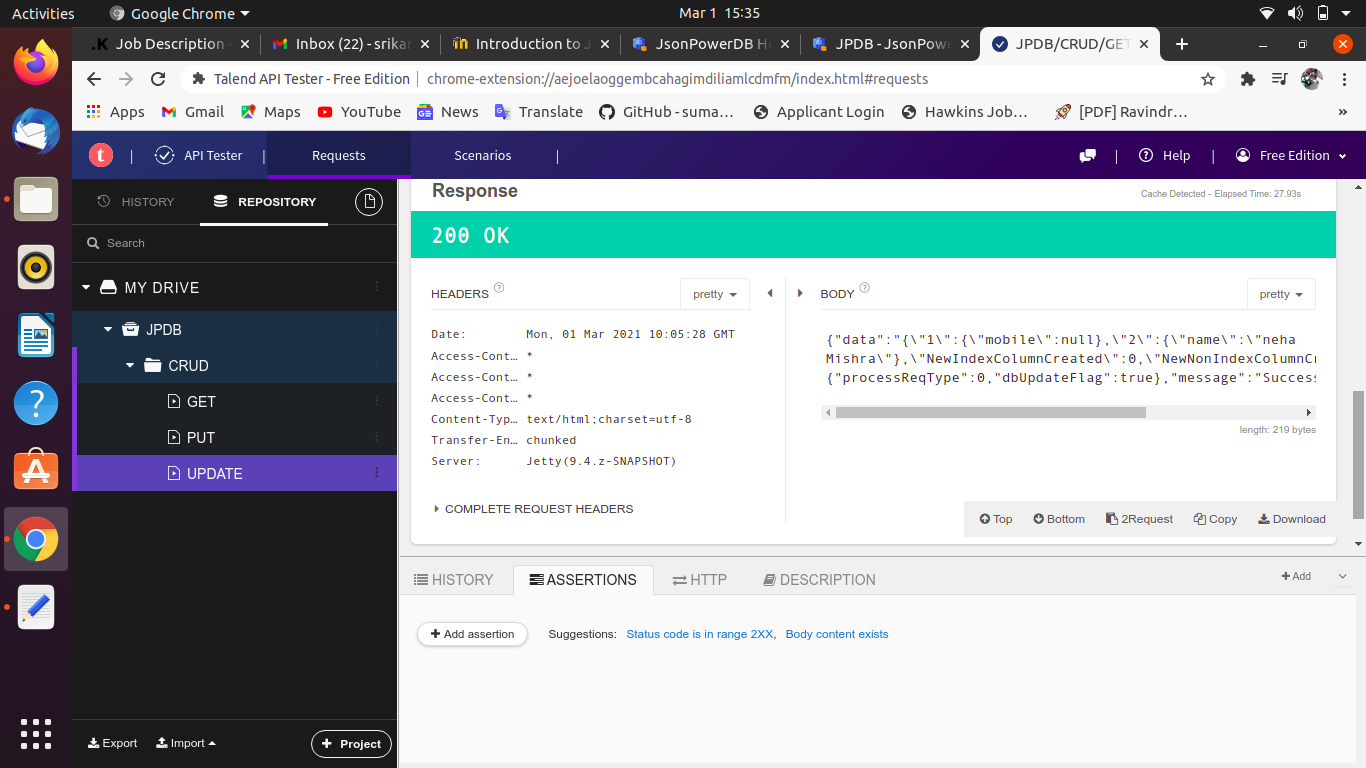 Activities Google Chrome Mar 1 15:35
.K Job Description - Inbox (22) - srikar Introduction to J JsonPowerDB Ho JPDB - JsonPowe JPDB/CRUD/GET
Talend API Tester - Free Edition | chrome-extension://aejoelaoggembcahagimdiliamlcdmfm/index.html#requests
Apps Gmail Maps YouTube News Translate GitHub - suma... Applicant Login Hawkins Job... [PDF] Ravindr... »
t | API Tester | Requests Scenarios | | Help | Free Edition
HISTORY REPOSITORY
Search
MY DRIVE
JPDB
CRUD
GET
PUT
UPDATE
Export Import + Project
Response
Cache Detected - Elapsed Time: 27.93s
200 OK
HEADERS ? pretty
Date: Mon, 01 Mar 2021 10:05:28 GMT
Access-Cont… *
Access-Cont… *
Access-Cont… *
Content-Typ… text/html;charset=utf-8
Transfer-En… chunked
Server: Jetty(9.4.z-SNAPSHOT)
COMPLETE REQUEST HEADERS
BODY ? pretty
{"data":"{\"1\":{\"mobile\":null},\"2\":{\"name\":\"neha
Mishra\"},\"NewIndexColumnCreated\":0,\"NewNonIndexColumnCr
{"processReqType":0,"dbUpdateFlag":true},"message":"Success
length: 219 bytes
Top Bottom 2Request Copy Download
HISTORY ASSERTIONS HTTP DESCRIPTION + Add
+ Add assertion Suggestions: Status code is in range 2XX, Body content exists